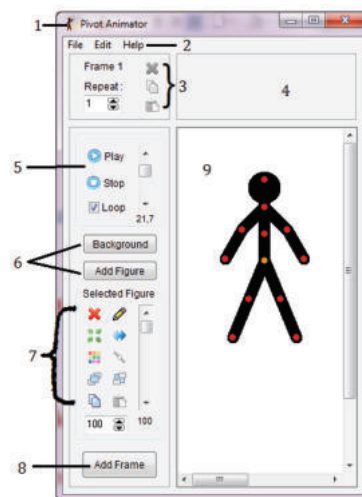 1 Pivot Animator
File Edit Help 2
Frame 1
Repeat:
1
3
4
5
Play
Stop
Loop
21,7
9
6
Background
Add Figure
Selected Figure
7
100 100
8
Add Frame